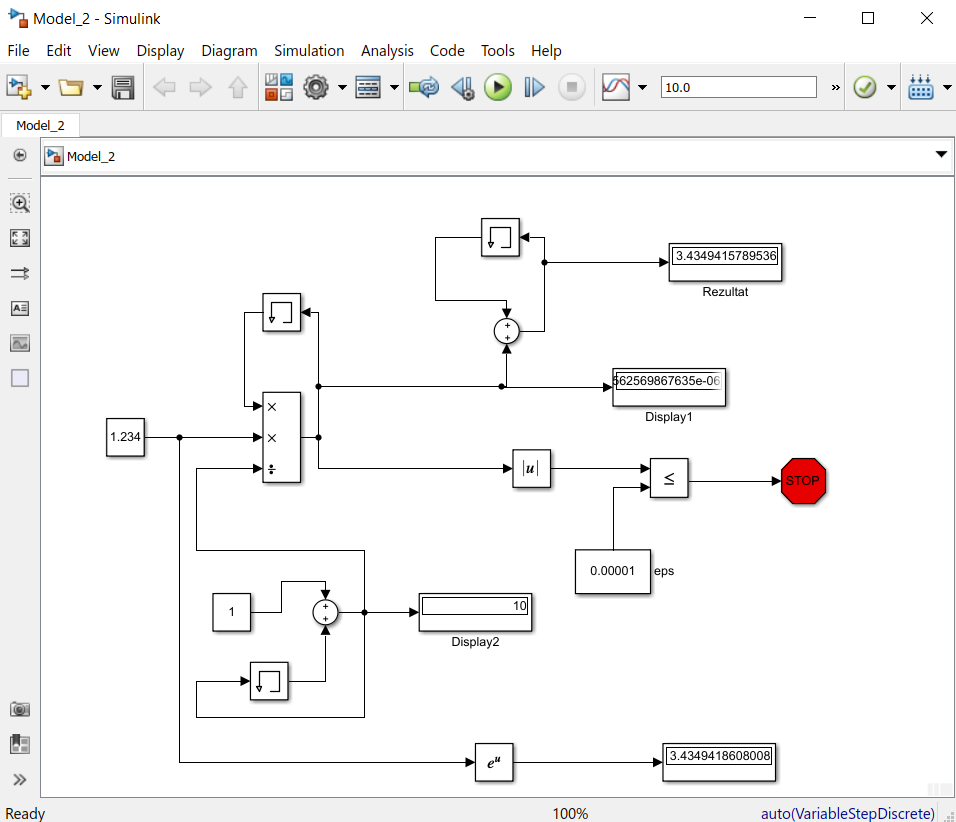 Model_2 - Simulink
File Edit View Display Diagram Simulation Analysis Code Tools Help
10.0
»
Model_2
Model_2
3.4349415789536
Rezultat
+
+
562569867635e-06
Display1
1.234
×
×
÷
|u|
≤
STOP
0.00001
eps
1
+
+
10
Display2
e^u
3.4349418608008
Ready
100%
auto(VariableStepDiscrete)